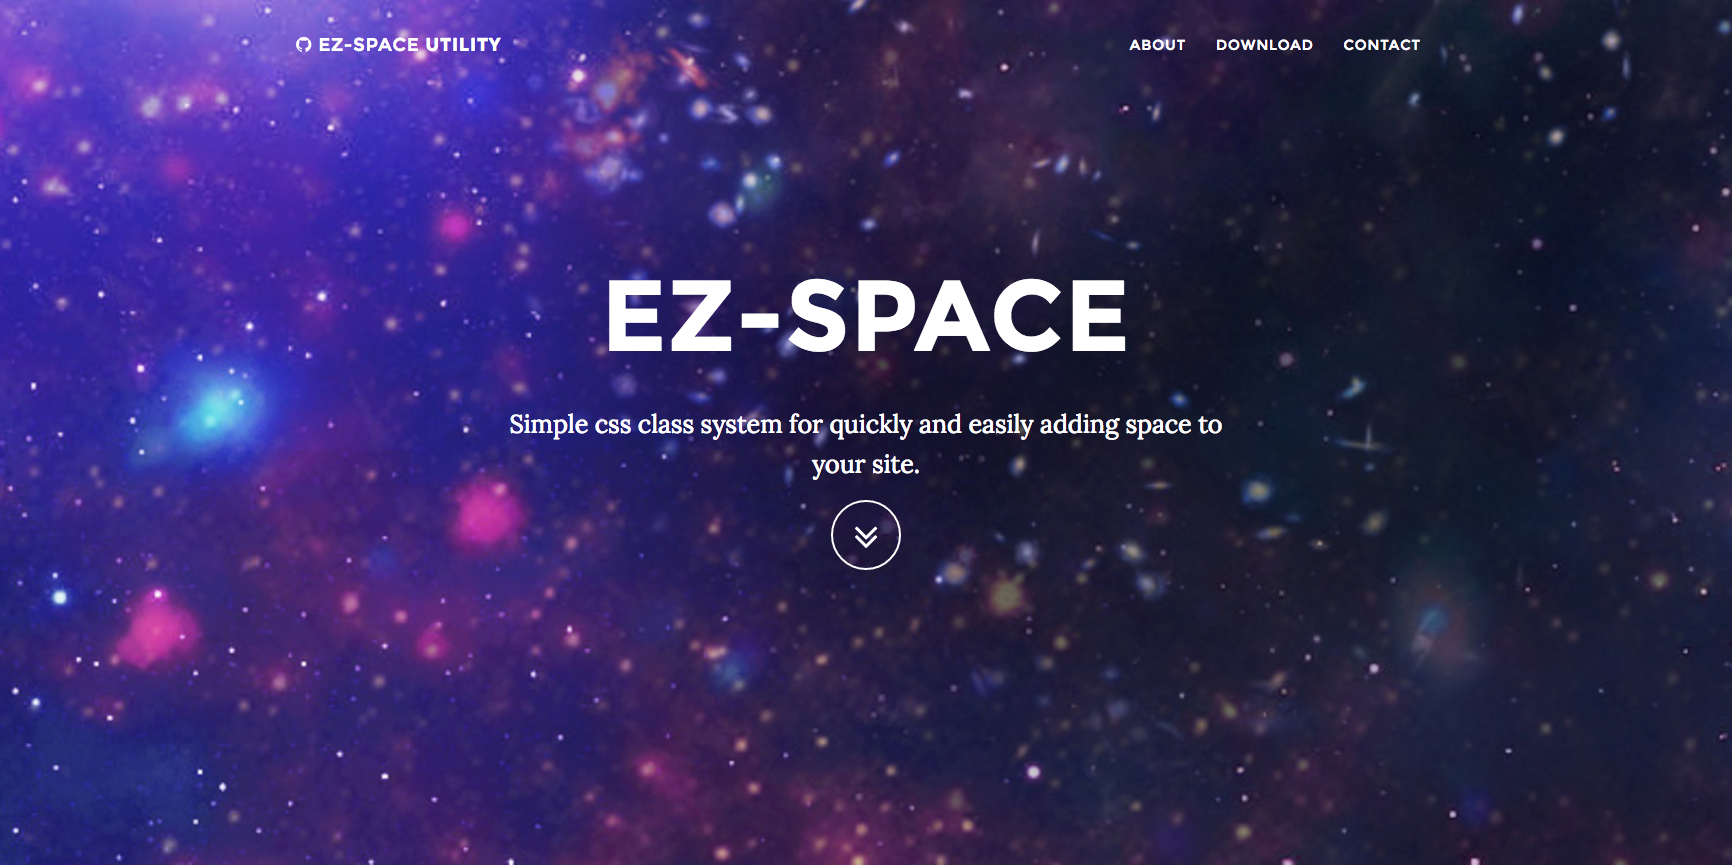 EZ-SPACE UTILITY
ABOUT DOWNLOAD CONTACT
EZ-SPACE
Simple css class system for quickly and easily adding space to
your site.